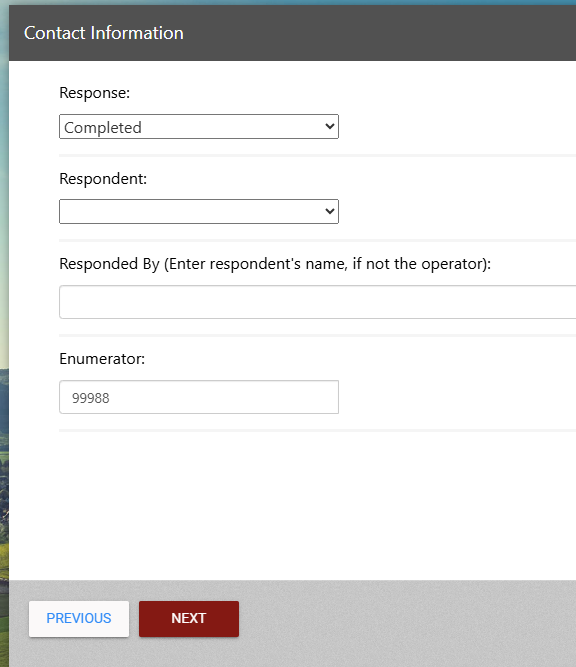 Contact Information
Response:
Completed
Respondent:
Responded By (Enter respondent's name, if not the operator):
Enumerator:
99988
PREVIOUS NEXT